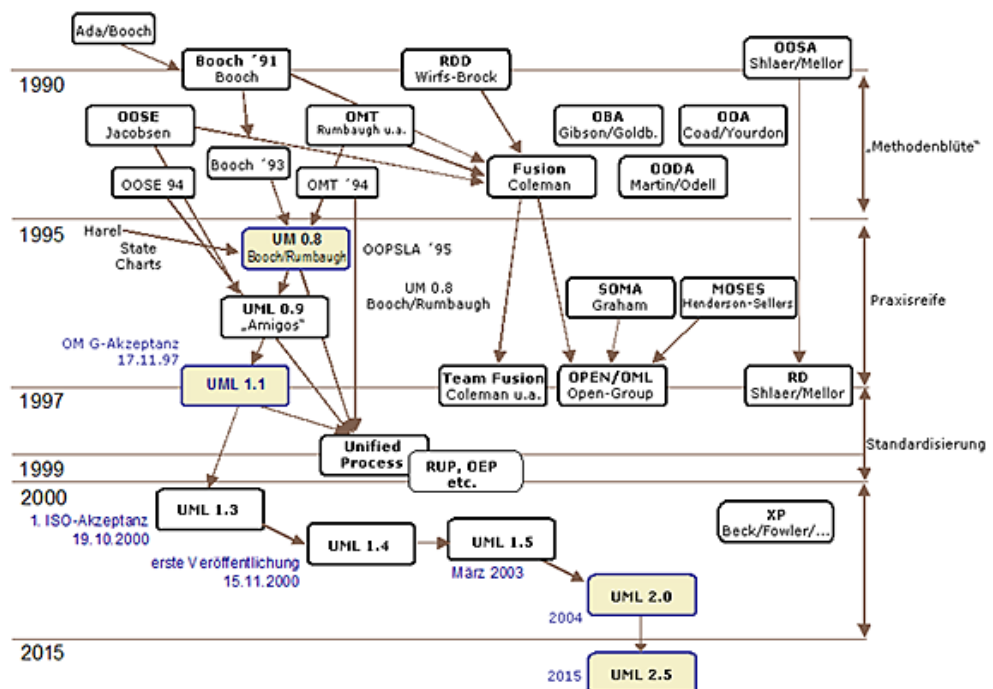 Ada/Booch
Booch ´91
Booch
RDD
Wirfs-Brock
OOSA
Shlaer/Mellor
1990
OOSE
Jacobsen
OMT
Rumbaugh u.a.
OBA
Gibson/Goldb.
OOA
Coad/Yourdon
„Methodenblüte“
Booch ´93
OOSE 94
OMT ´94
Fusion
Coleman
OODA
Martin/Odell
1995
Harel
State
Charts
UM 0.8
Booch/Rumbaugh
OOPSLA ´95
UM 0.8
Booch/Rumbaugh
SOMA
Graham
MOSES
Henderson-Sellers
Praxisreife
UML 0.9
„Amigos“
OM G-Akzeptanz
17.11.97
UML 1.1
Team Fusion
Coleman u.a.
OPEN/OML
Open-Group
RD
Shlaer/Mellor
1997
Unified
Process
Standardisierung
RUP, OEP
etc.
1999
2000
UML 1.3
1. ISO-Akzeptanz
19.10.2000
XP
Beck/Fowler/...
UML 1.4
UML 1.5
erste Veröffentlichung
15.11.2000
März 2003
UML 2.0
2004
2015
2015
UML 2.5